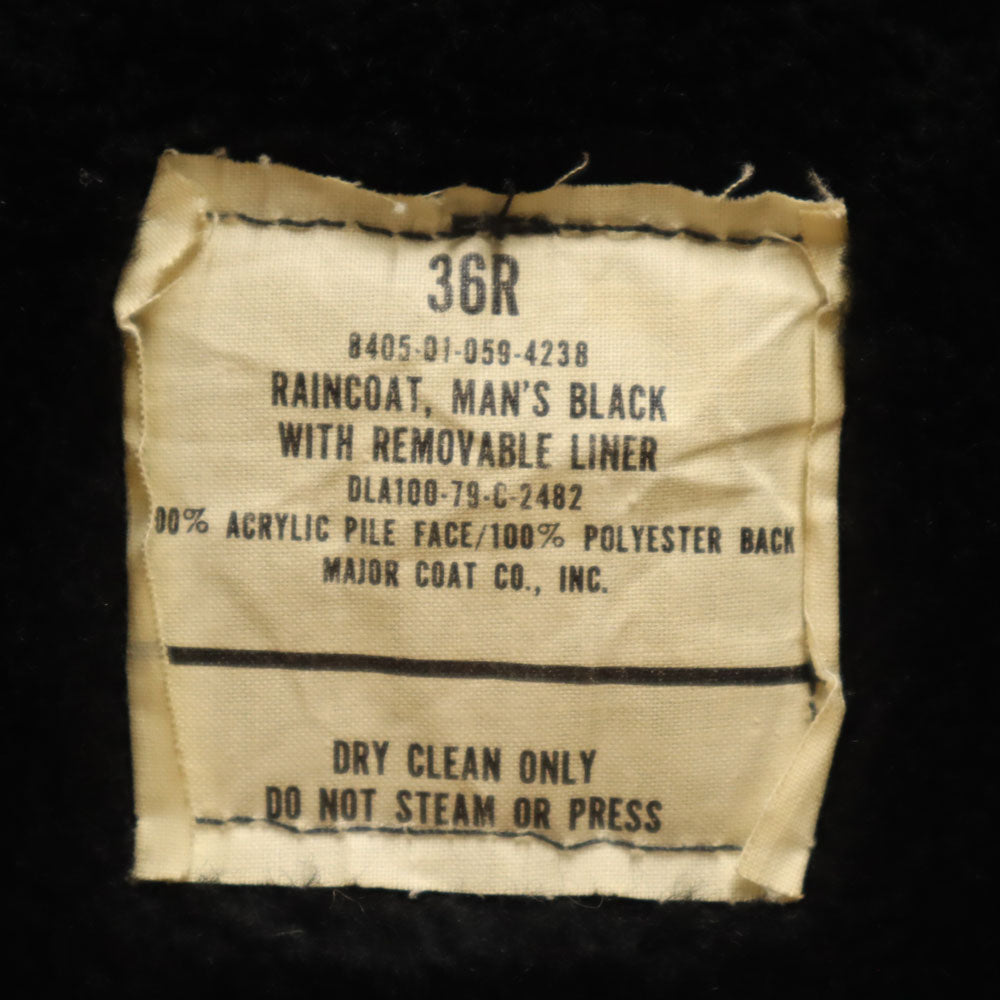 36R
8405-01-059-4238
RAINCOAT, MAN'S BLACK
WITH REMOVABLE LINER
DLA100-79-C-2482
00% ACRYLIC PILE FACE/100% POLYESTER BACK
MAJOR COAT CO., INC.
DRY CLEAN ONLY
DO NOT STEAM OR PRESS